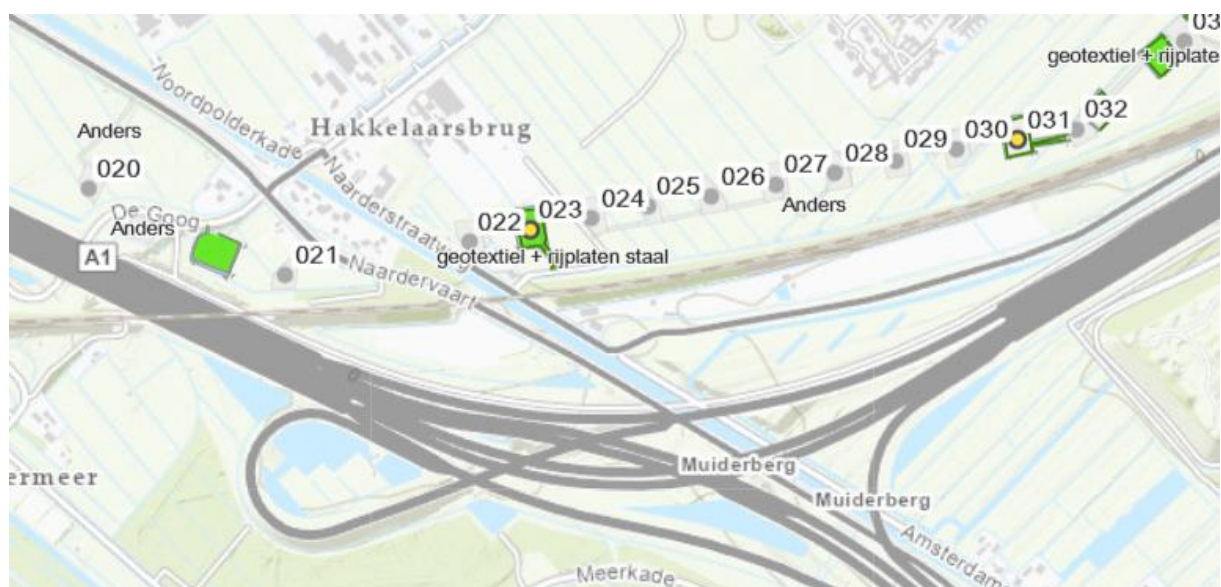 03
geotextiel + rijplate
Noordpolderkade
Anders
Hakkelaarsbrug
032
031
030
029
028
027
026
025
024
023
022
020
Anders
De Goog
Anders
Naarderstraatweg
A1
021
geotextiel + rijplaten staal
Naardervaart
Muiderberg
ermeer
Muiderberg
Amsterdam
Meerkade